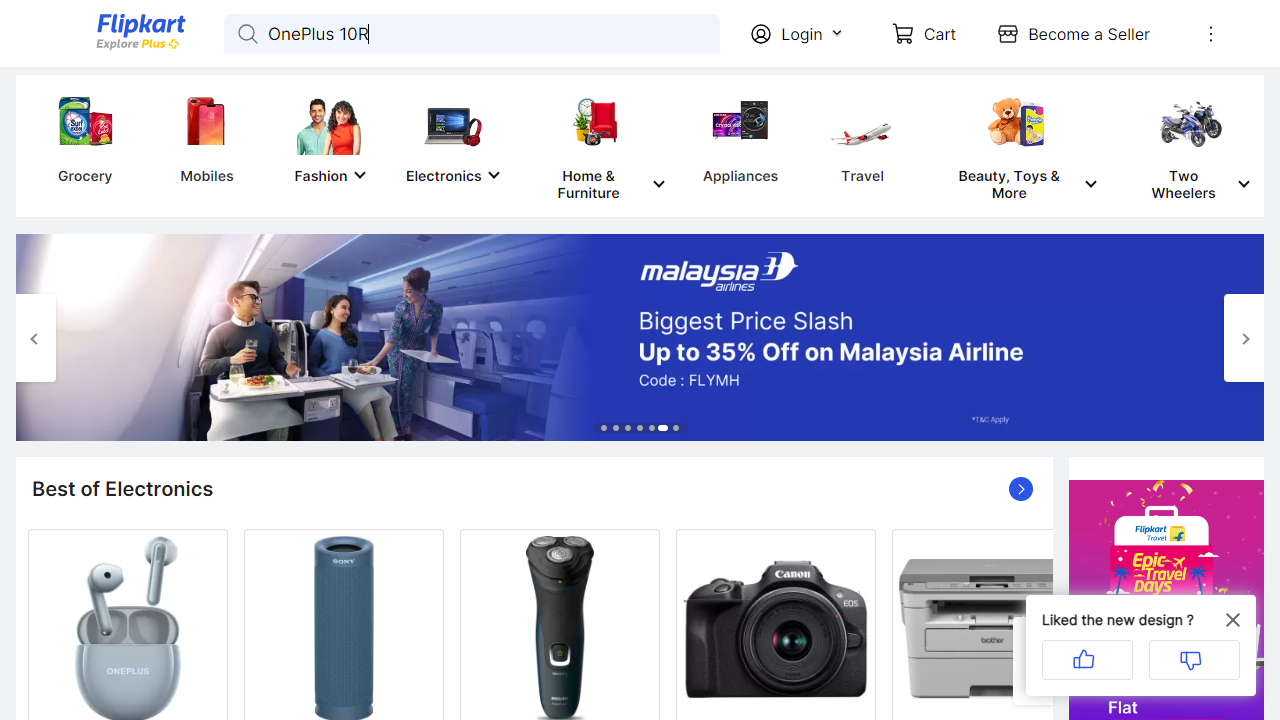 Flipkart
Explore Plus
OnePlus 10R
Login
Cart
Become a Seller
Grocery
Mobiles
Fashion
Electronics
Home &
Furniture
Appliances
Travel
Beauty, Toys &
More
Two
Wheelers
malaysia
airlines
Biggest Price Slash
Up to 35% Off on Malaysia Airline
Code : FLYMH
*T&C Apply
Best of Electronics
ONEPLUS
SONY
Canon
EOS
brother
Flipkart
Travel
Epic
Travel
Days
Liked the new design ?
Flat